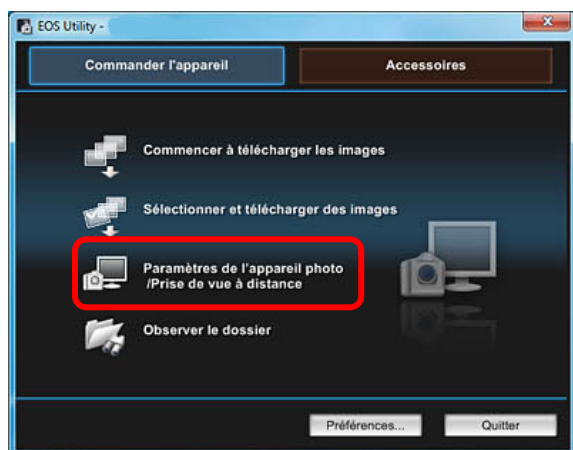 EOS Utility -
Commander l'appareil
Accessoires
Commencer à télécharger les images
Sélectionner et télécharger des images
Paramètres de l'appareil photo
/Prise de vue à distance
Observer le dossier
Préférences...
Quitter